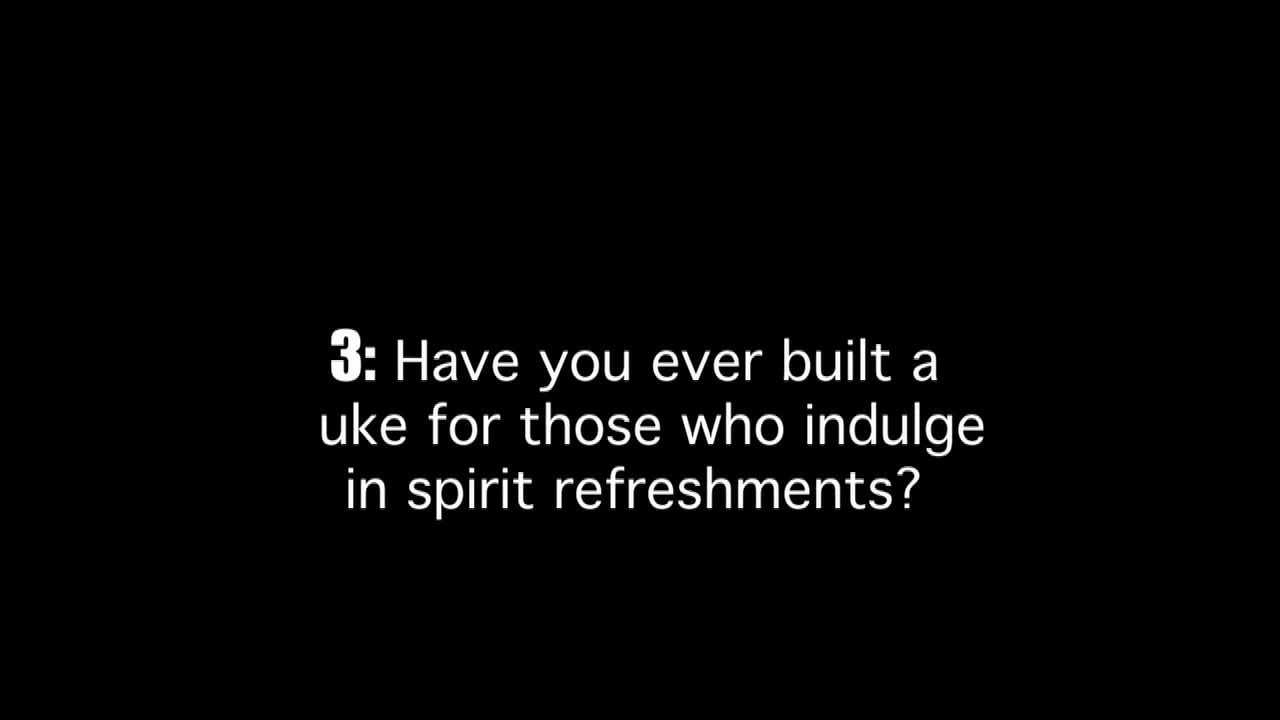 3: Have you ever built a
uke for those who indulge
in spirit refreshments?